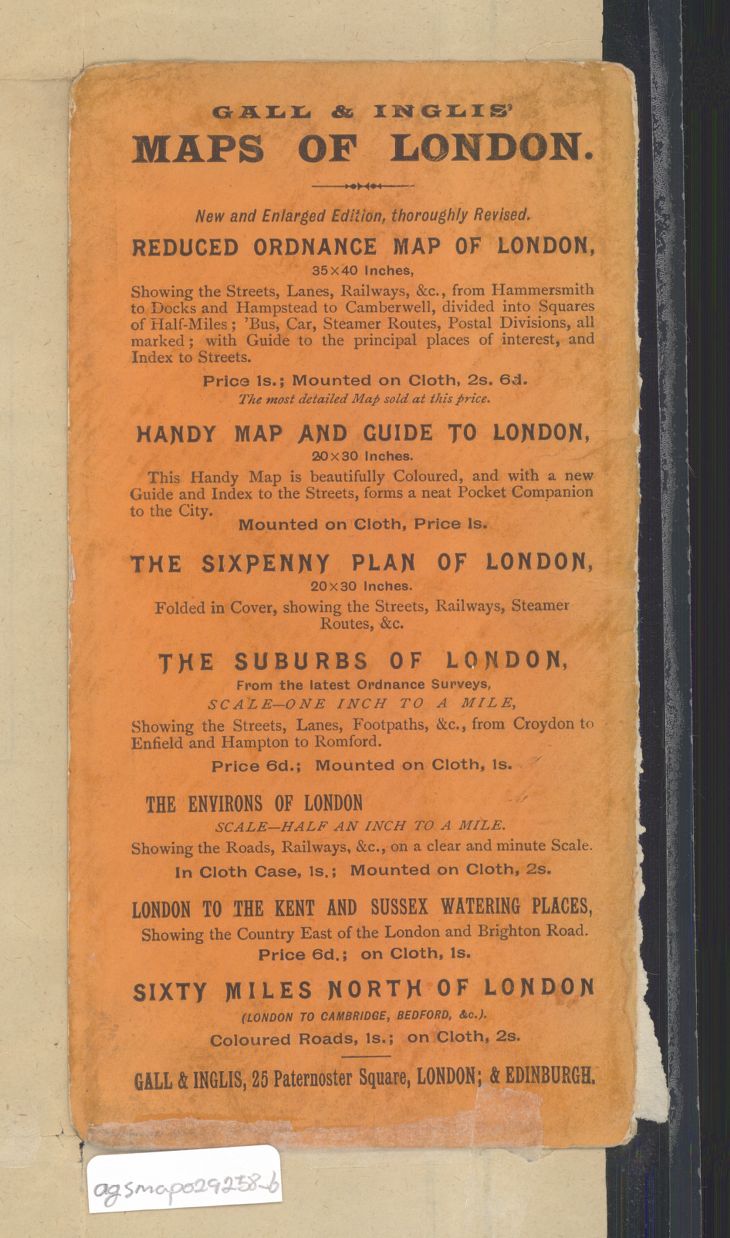 GALL & INGLIS'
MAPS OF LONDON.
New and Enlarged Edition, thoroughly Revised.
REDUCED ORDNANCE MAP OF LONDON,
35×40 Inches,
Showing the Streets, Lanes, Railways, &c., from Hammersmith
to Docks and Hampstead to Camberwell, divided into Squares
of Half-Miles; 'Bus, Car, Steamer Routes, Postal Divisions, all
marked; with Guide to the principal places of interest, and
Index to Streets.
Price 1s.; Mounted on Cloth, 2s. 6d.
The most detailed Map sold at this price.
HANDY MAP AND GUIDE TO LONDON,
20×30 Inches.
This Handy Map is beautifully Coloured, and with a new
Guide and Index to the Streets, forms a neat Pocket Companion
to the City.
Mounted on Cloth, Price 1s.
THE SIXPENNY PLAN OF LONDON,
20×30 Inches.
Folded in Cover, showing the Streets, Railways, Steamer
Routes, &c.
THE SUBURBS OF LONDON,
From the latest Ordnance Surveys,
SCALE—ONE INCH TO A MILE,
Showing the Streets, Lanes, Footpaths, &c., from Croydon to
Enfield and Hampton to Romford.
Price 6d.; Mounted on Cloth, 1s.
THE ENVIRONS OF LONDON
SCALE—HALF AN INCH TO A MILE.
Showing the Roads, Railways, &c., on a clear and minute Scale.
In Cloth Case, 1s.; Mounted on Cloth, 2s.
LONDON TO THE KENT AND SUSSEX WATERING PLACES,
Showing the Country East of the London and Brighton Road.
Price 6d.; on Cloth, 1s.
SIXTY MILES NORTH OF LONDON
(LONDON TO CAMBRIDGE, BEDFORD, &c.).
Coloured Roads, 1s.; on Cloth, 2s.
GALL & INGLIS, 25 Paternoster Square, LONDON; & EDINBURGH.
agsmap029238_b